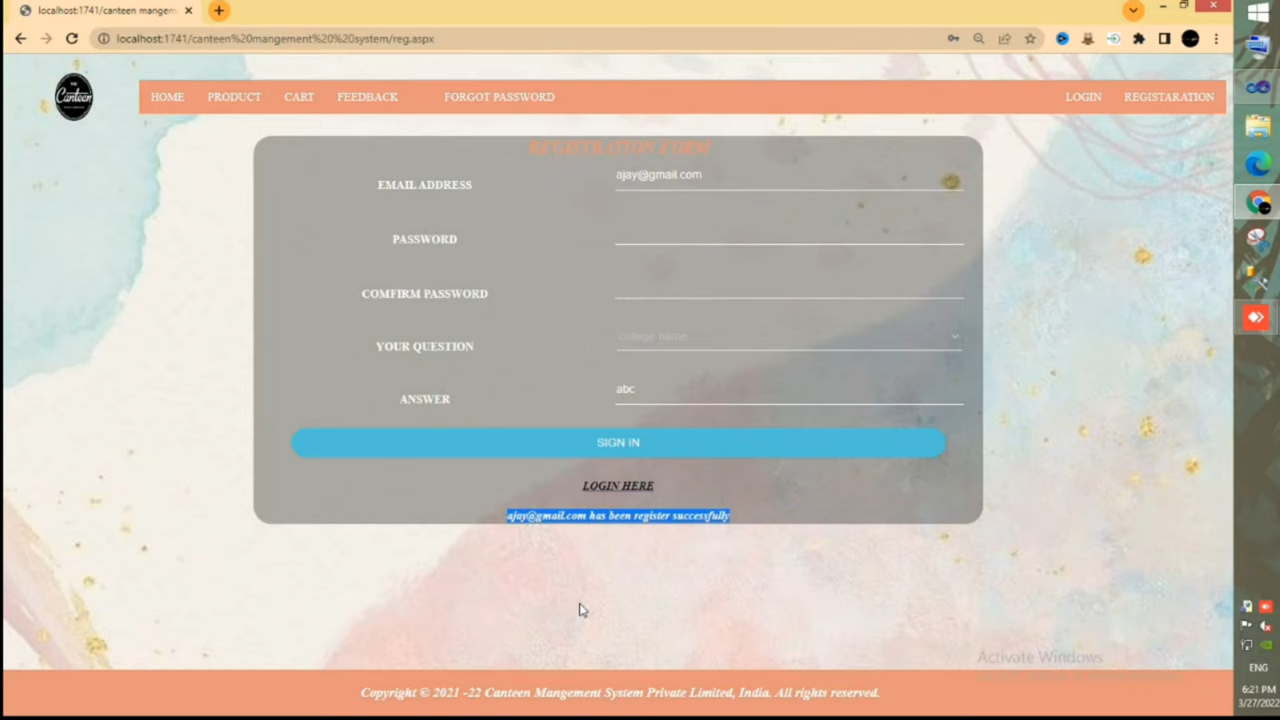 localhost:1741/canteen mangem
localhost:1741/canteen%20mangement%20%20system/reg.aspx
THE
Canteen
HOME PRODUCT CART FEEDBACK FORGOT PASSWORD LOGIN REGISTARATION
REGISTRATION FORM
EMAIL ADDRESS ajay@gmail.com
PASSWORD
COMFIRM PASSWORD
YOUR QUESTION college name
ANSWER abc
SIGN IN
LOGIN HERE
ajay@gmail.com has been register successfully
Activate Windows
Copyright © 2021 -22 Canteen Mangement System Private Limited, India. All rights reserved.
ENG
6:21 PM
3/27/2022